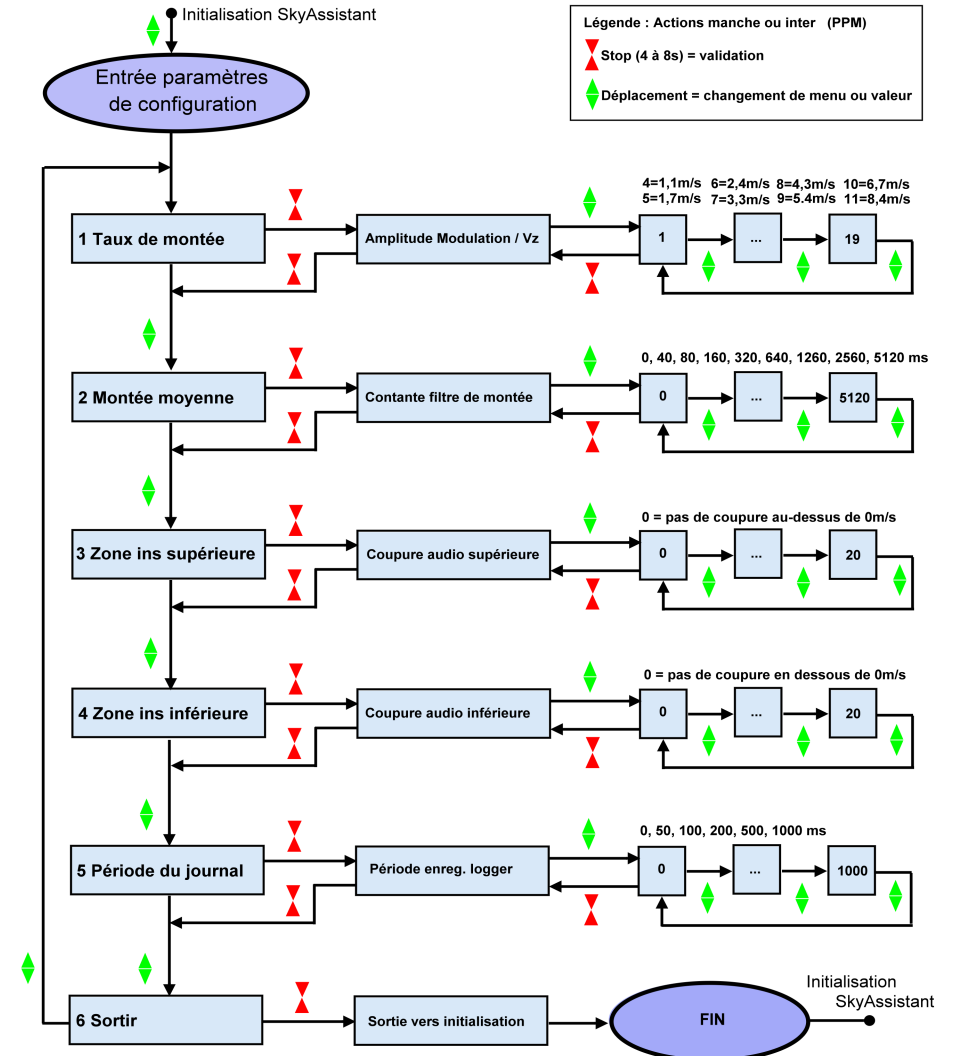 Initialisation SkyAssistant
Légende : Actions manche ou inter (PPM)
Stop (4 à 8s) = validation
Déplacement = changement de menu ou valeur
Entrée paramètres
de configuration
4=1,1m/s 6=2,4m/s 8=4,3m/s 10=6,7m/s
5=1,7m/s 7=3,3m/s 9=5.4m/s 11=8,4m/s
1 Taux de montée
Amplitude Modulation / Vz
1
...
19
0, 40, 80, 160, 320, 640, 1260, 2560, 5120 ms
2 Montée moyenne
Contante filtre de montée
0
...
5120
0 = pas de coupure au-dessus de 0m/s
3 Zone ins supérieure
Coupure audio supérieure
0
...
20
0 = pas de coupure en dessous de 0m/s
4 Zone ins inférieure
Coupure audio inférieure
0
...
20
0, 50, 100, 200, 500, 1000 ms
5 Période du journal
Période enreg. logger
0
...
1000
6 Sortir
Sortie vers initialisation
FIN
Initialisation
SkyAssistant